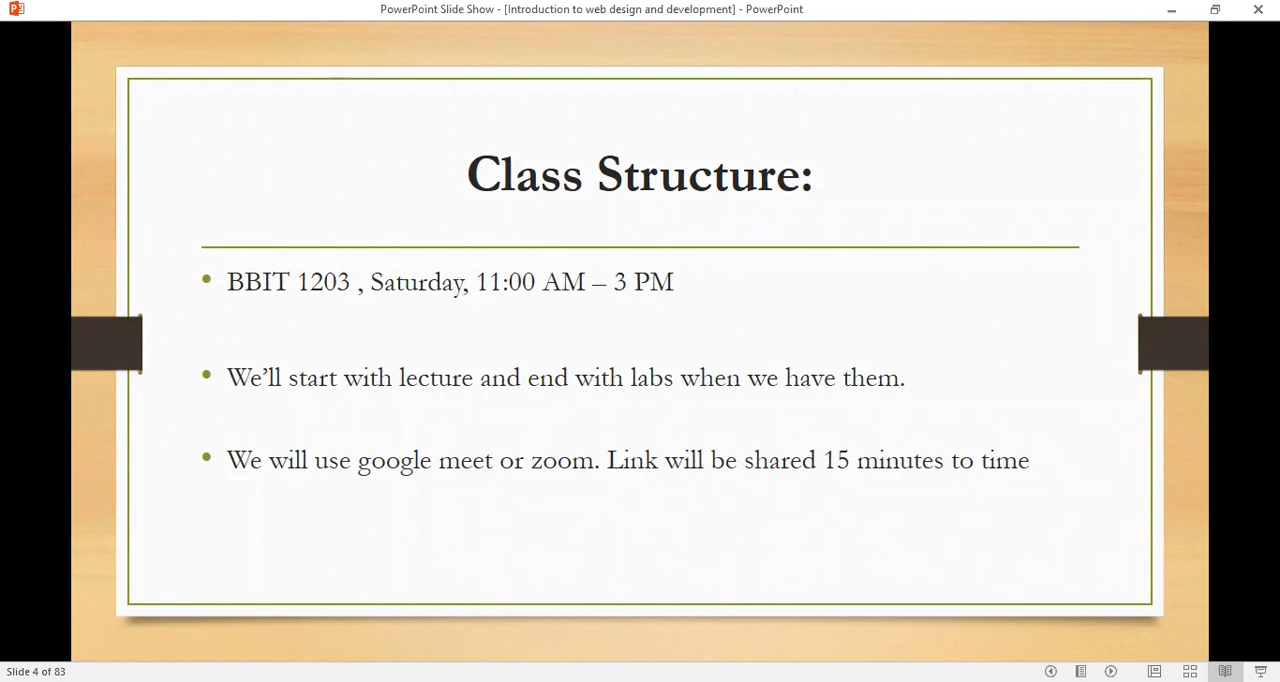 PowerPoint Slide Show - [Introduction to web design and development] - PowerPoint
Class Structure:
• BBIT 1203 , Saturday, 11:00 AM – 3 PM
• We’ll start with lecture and end with labs when we have them.
• We will use google meet or zoom. Link will be shared 15 minutes to time
Slide 4 of 83